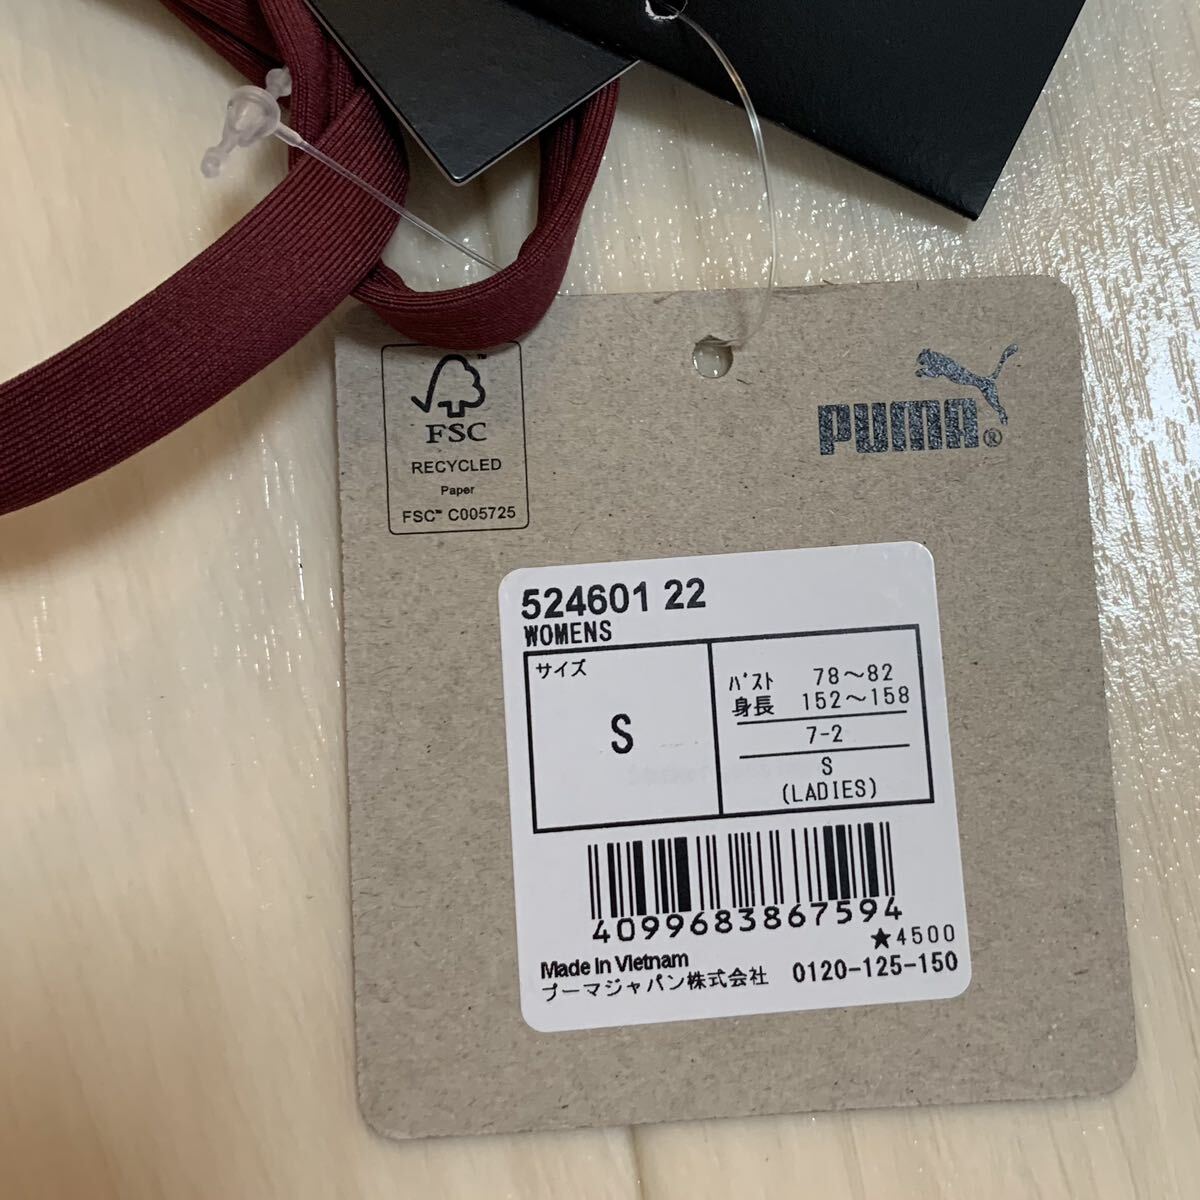 FSC™
RECYCLED
Paper
FSC™ C005725
PUMA®
524601 22
WOMENS
サイズ
S
バスト 78～82
身長 152～158
7-2
S
(LADIES)
4099683867594
★4500
Made in Vietnam
プーマジャパン株式会社 0120-125-150